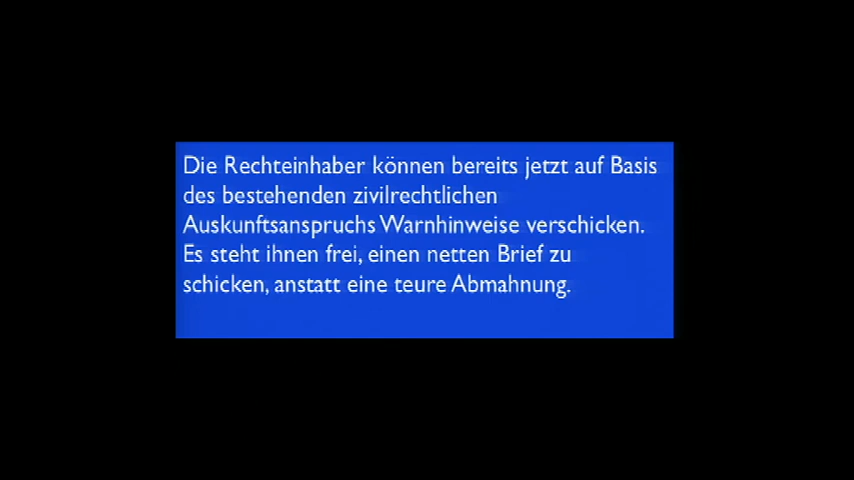 Die Rechteinhaber können bereits jetzt auf Basis
des bestehenden zivilrechtlichen
Auskunftsanspruchs Warnhinweise verschicken.
Es steht ihnen frei, einen netten Brief zu
schicken, anstatt eine teure Abmahnung.